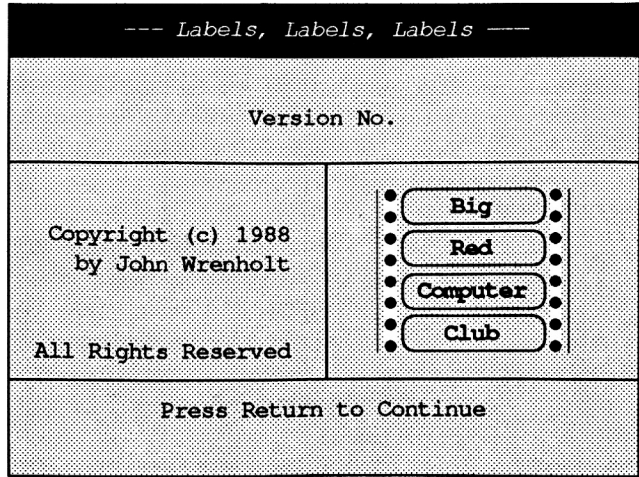 --- Labels, Labels, Labels ---
Version No.
Copyright (c) 1988
by John Wrenholt
All Rights Reserved
Big
Red
Computer
Club
Press Return to Continue